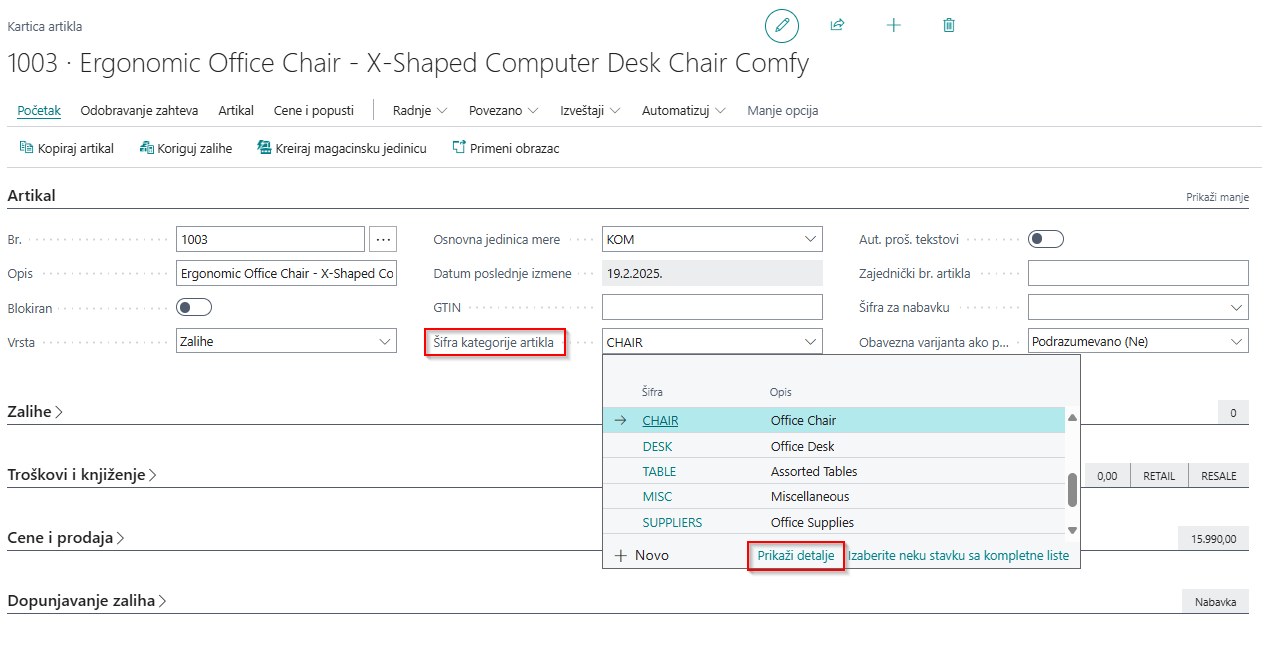 Kartica artikla
1003 · Ergonomic Office Chair - X-Shaped Computer Desk Chair Comfy
Početak Odobravanje zahteva Artikal Cene i popusti Radnje Povezano Izveštaji Automatizuj Manje opcija
Kopiraj artikal Koriguj zalihe Kreiraj magacinsku jedinicu Primeni obrazac
Artikal Prikaži manje
Br. 1003 ... Osnovna jedinica mere KOM Aut. proš. tekstovi
Opis Ergonomic Office Chair - X-Shaped Co Datum poslednje izmene 19.2.2025. Zajednički br. artikla
Blokiran GTIN Šifra za nabavku
Vrsta Zalihe Šifra kategorije artikla CHAIR Obavezna varijanta ako p... Podrazumevano (Ne)
Šifra Opis
Zalihe 0
CHAIR Office Chair
DESK Office Desk
TABLE Assorted Tables
Troškovi i knjiženje 0,00 RETAIL RESALE
MISC Miscellaneous
SUPPLIERS Office Supplies
Cene i prodaja 15.990,00
+ Novo Prikaži detalje Izaberite neku stavku sa kompletne liste
Dopunjavanje zaliha Nabavka